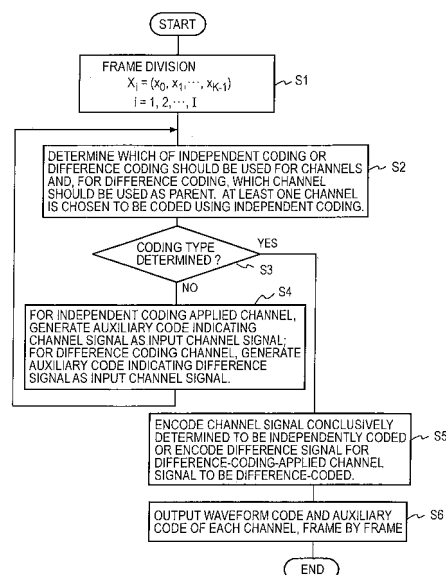 START
FRAME DIVISION
Xi = (x0, x1,···, xK-1)
i = 1, 2,···, I
S1
DETERMINE WHICH OF INDEPENDENT CODING OR
DIFFERENCE CODING SHOULD BE USED FOR CHANNELS
AND, FOR DIFFERENCE CODING, WHICH CHANNEL
SHOULD BE USED AS PARENT. AT LEAST ONE CHANNEL
IS CHOSEN TO BE CODED USING INDEPENDENT CODING.
S2
CODING TYPE
DETERMINED ?
YES
S3
NO
S4
FOR INDEPENDENT CODING APPLIED CHANNEL,
GENERATE AUXILIARY CODE INDICATING
CHANNEL SIGNAL AS INPUT CHANNEL SIGNAL;
FOR DIFFERENCE CODING CHANNEL, GENERATE
AUXILIARY CODE INDICATING DIFFERENCE
SIGNAL AS INPUT CHANNEL SIGNAL.
ENCODE CHANNEL SIGNAL CONCLUSIVELY
DETERMINED TO BE INDEPENDENTLY CODED
OR ENCODE DIFFERENCE SIGNAL FOR
DIFFERENCE-CODING-APPLIED CHANNEL
SIGNAL TO BE DIFFERENCE-CODED.
S5
OUTPUT WAVEFORM CODE AND AUXILIARY
CODE OF EACH CHANNEL, FRAME BY FRAME
S6
END